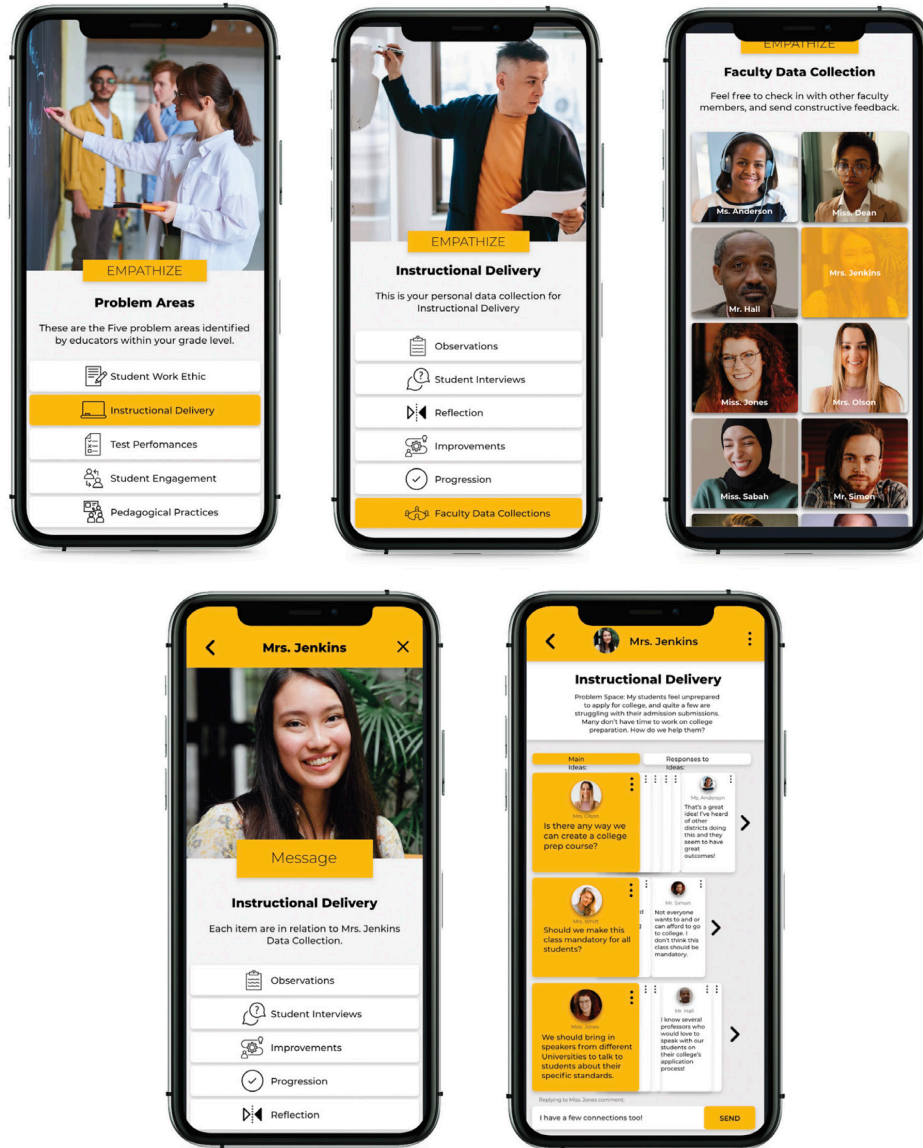 EMPATHIZE
Problem Areas
These are the Five problem areas identified
by educators within your grade level.
Student Work Ethic
Instructional Delivery
Test Perfomances
Student Engagement
Pedagogical Practices
EMPATHIZE
Instructional Delivery
This is your personal data collection for
Instructional Delivery
Observations
Student Interviews
Reflection
Improvements
Progression
Faculty Data Collections
EMPATHIZE
Faculty Data Collection
Feel free to check in with other faculty
members, and send constructive feedback.
Ms. Anderson
Miss. Dean
Mr. Hall
Mrs. Jenkins
Miss. Jones
Mrs. Olson
Miss. Sabah
Mr. Simon
Mrs. Jenkins
Message
Instructional Delivery
Each item are in relation to Mrs. Jenkins
Data Collection.
Observations
Student Interviews
Improvements
Progression
Reflection
Mrs. Jenkins
Instructional Delivery
Problem Space: My students feel unprepared
to apply for college, and quite a few are
struggling with their admission submissions.
Many don't have time to work on college
preparation. How do we help them?
Main
Ideas:
Responses to
Ideas:
Mrs. Olson
Is there any way we
can create a college
prep course?
Ms. Anderson
That's a great
idea! I've heard
of other
districts doing
this and they
seem to have
great
outcomes!
Mrs. Whitt
Should we make this
class mandatory for all
students?
Mr. Simon
Not everyone
wants to and or
can afford to go
to college. I
don't think this
class should be
mandatory.
Miss. Jones
We should bring in
speakers from different
Universities to talk to
students about their
specific standards.
Mr. Hall
I know several
professors who
would love to
speak with our
students on
their college's
application
process!
Replying to Miss. Jones comment:
I have a few connections too!
SEND